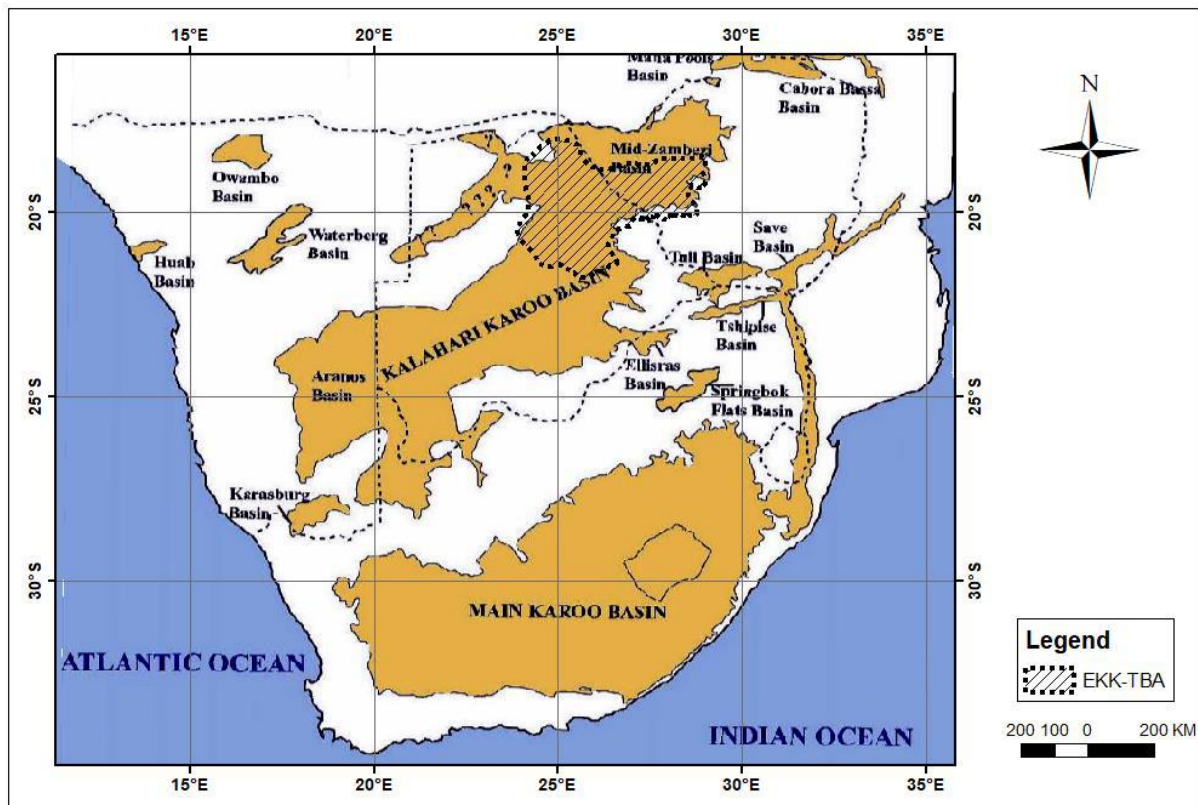 15°E 20°E 25°E 30°E 35°E
Mana Pools
Basin
Cabora Bassa
Basin
N
Mid-Zambezi
Basin
Owambo
Basin
? ? ? ?
20°S 20°S
Waterberg
Basin
Huab
Basin
Save
Basin
Tuli Basin
KALAHARI KAROO BASIN
Tshipise
Basin
Ellisras
Basin
Aranos
Basin
Springbok
Flats Basin
25°S 25°S
Karasburg
Basin
30°S 30°S
MAIN KAROO BASIN
ATLANTIC OCEAN
INDIAN OCEAN
Legend
EKK-TBA
200 100 0 200 KM
15°E 20°E 25°E 30°E 35°E